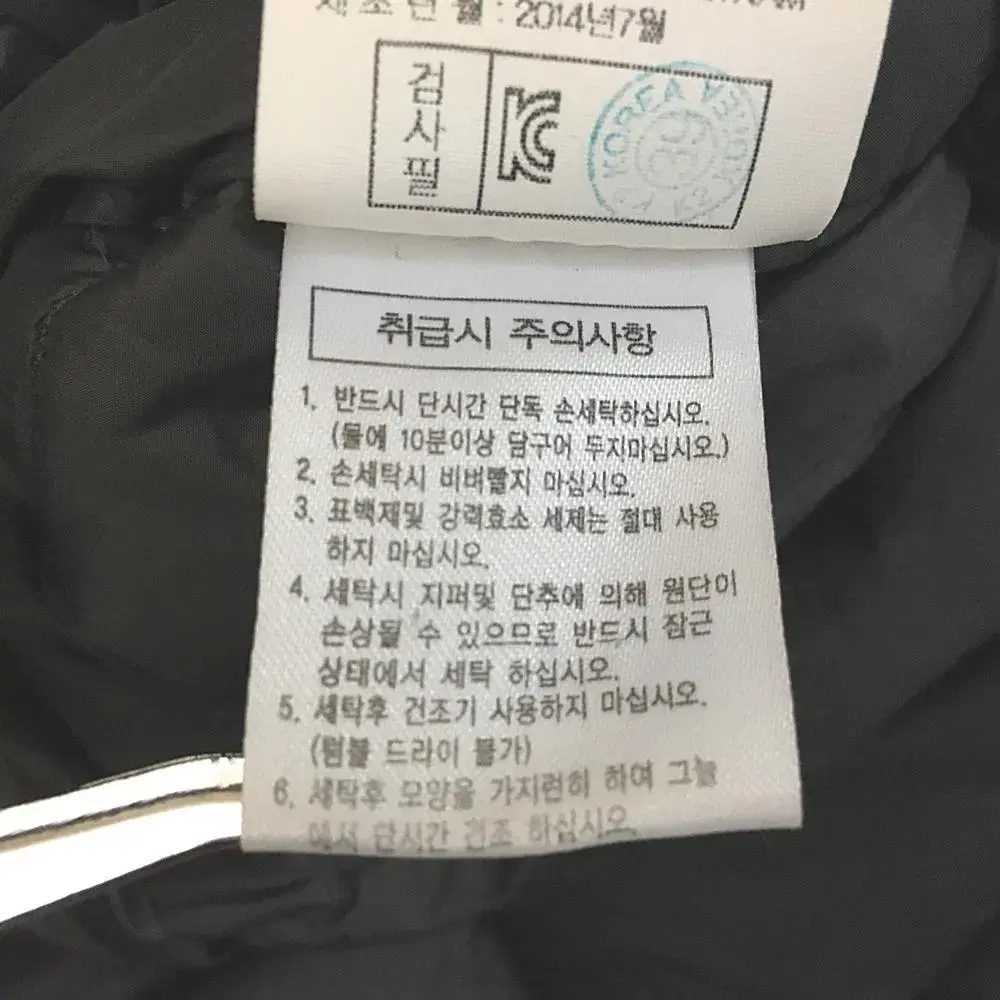 제조년월 : 2014년7월
검사필
KC
KOREA
K2
취급시 주의사항
1. 반드시 단시간 단독 손세탁하십시오.
(물에 10분이상 담구어 두지마십시오.)
2. 손세탁시 비벼빨지 마십시오.
3. 표백제및 강력효소 세제는 절대 사용
하지 마십시오.
4. 세탁시 지퍼및 단추에 의해 원단이
손상될 수 있으므로 반드시 잠근
상태에서 세탁 하십시오.
5. 세탁후 건조기 사용하지 마십시오.
(텀블 드라이 불가)
6. 세탁후 모양을 가지런히 하여 그늘
에서 단시간 건조 하십시오.